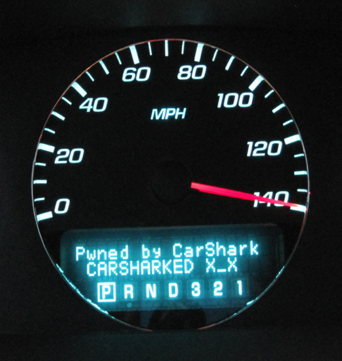 60 80
40 100
MPH
20 120
0 140
Pwned by CarShark
CARSHARKED X_X
P R N D 3 2 1